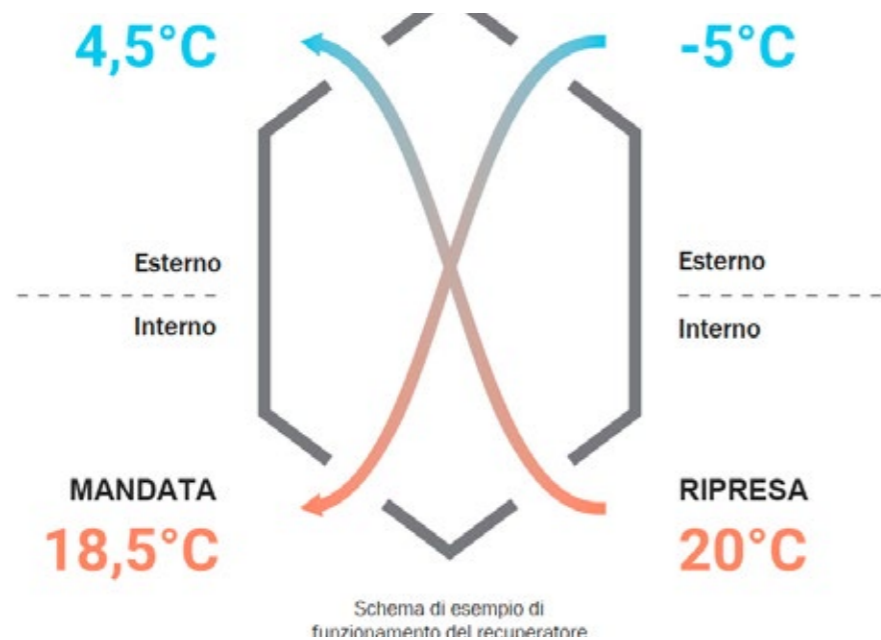 4,5°C
-5°C
Esterno
Esterno
Interno
Interno
MANDATA
RIPRESA
18,5°C
20°C
Schema di esempio di
funzionamento del recuperatore